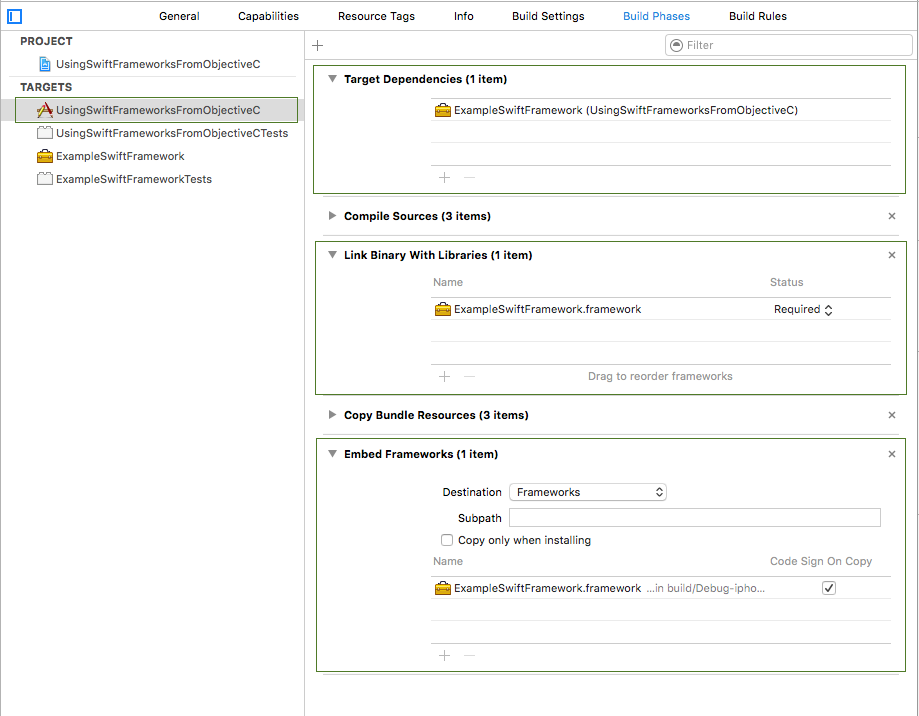 General Capabilities Resource Tags Info Build Settings Build Phases Build Rules
PROJECT
UsingSwiftFrameworksFromObjectiveC
TARGETS
UsingSwiftFrameworksFromObjectiveC
UsingSwiftFrameworksFromObjectiveCTests
ExampleSwiftFramework
ExampleSwiftFrameworkTests
Filter
Target Dependencies (1 item)
ExampleSwiftFramework (UsingSwiftFrameworksFromObjectiveC)
Compile Sources (3 items)
Link Binary With Libraries (1 item)
Name Status
ExampleSwiftFramework.framework Required
Drag to reorder frameworks
Copy Bundle Resources (3 items)
Embed Frameworks (1 item)
Destination Frameworks
Subpath
Copy only when installing
Name Code Sign On Copy
ExampleSwiftFramework.framework ...in build/Debug-ipho...